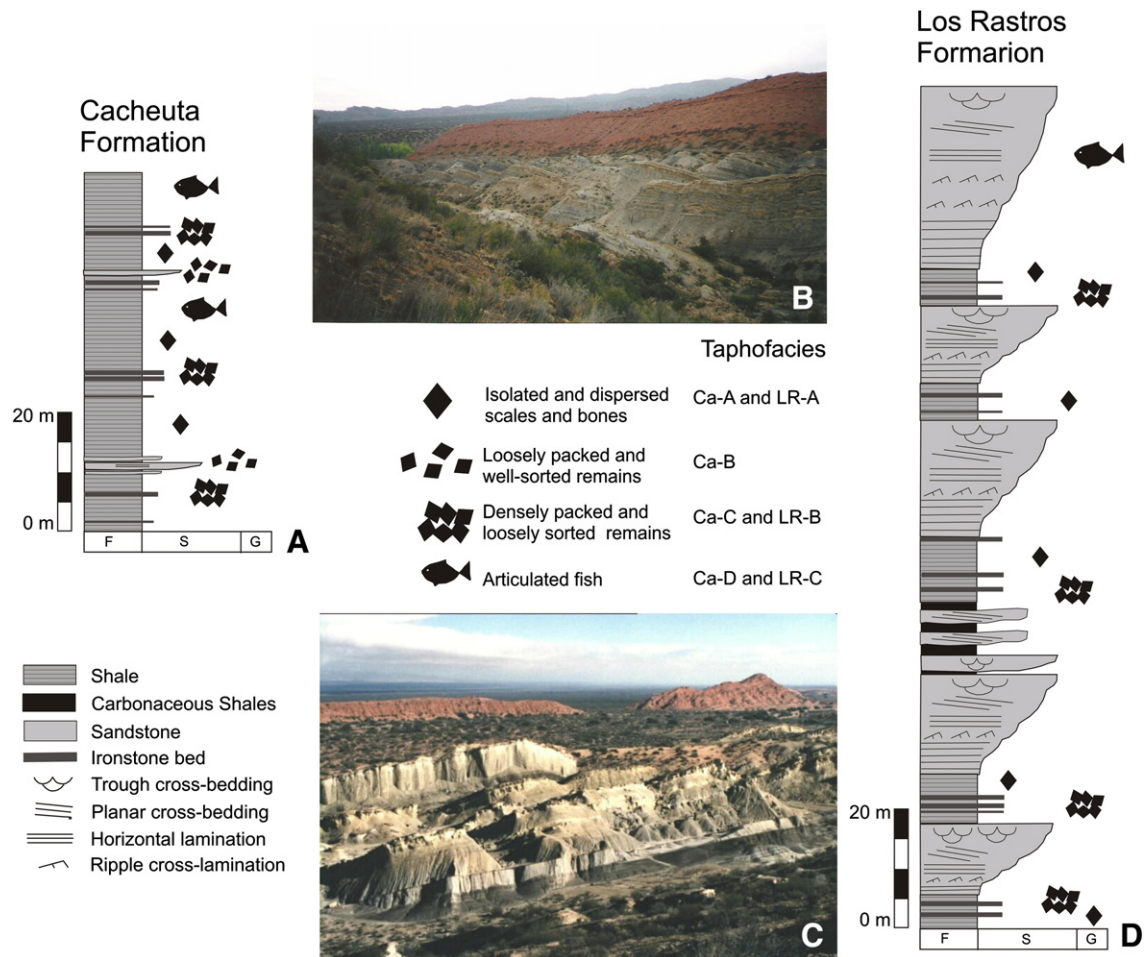 Los Rastros
Formarion
Cacheuta
Formation
20 m
0 m
F S G
A
B
Taphofacies
Isolated and dispersed
scales and bones
Ca-A and LR-A
Loosely packed and
well-sorted remains
Ca-B
Densely packed and
loosely sorted remains
Ca-C and LR-B
Articulated fish
Ca-D and LR-C
Shale
Carbonaceous Shales
Sandstone
Ironstone bed
Trough cross-bedding
Planar cross-bedding
Horizontal lamination
Ripple cross-lamination
C
20 m
0 m
F S G
D